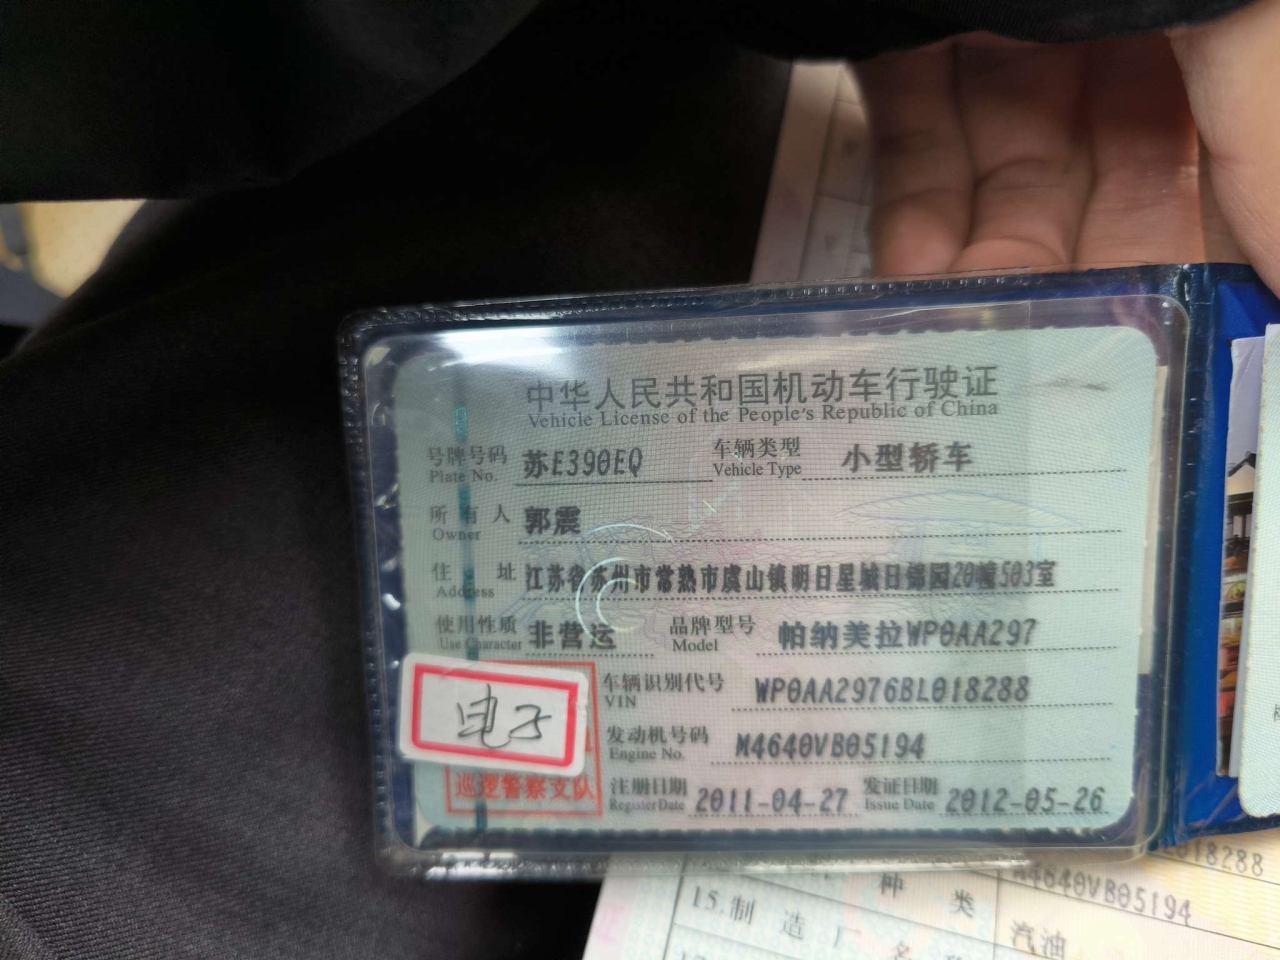 中华人民共和国机动车行驶证
Vehicle License of the People's Republic of China
号牌号码 苏E390EQ 车辆类型 小型轿车
Plate No. Vehicle Type
所有人 郭震
Owner
住址 江苏省苏州市常熟市虞山镇明日星城日锦园20幢503室
Address
使用性质 非营运 品牌型号 帕纳美拉WP0AA297
Use Character Model
车辆识别代号 WP0AA2976BL018288
VIN
电子
发动机号码 M4640VB05194
Engine No.
巡逻警察支队
注册日期 2011-04-27 发证日期 2012-05-26
Register Date Issue Date
018288
种类 M4640VB05194
15.制造厂名称 汽油